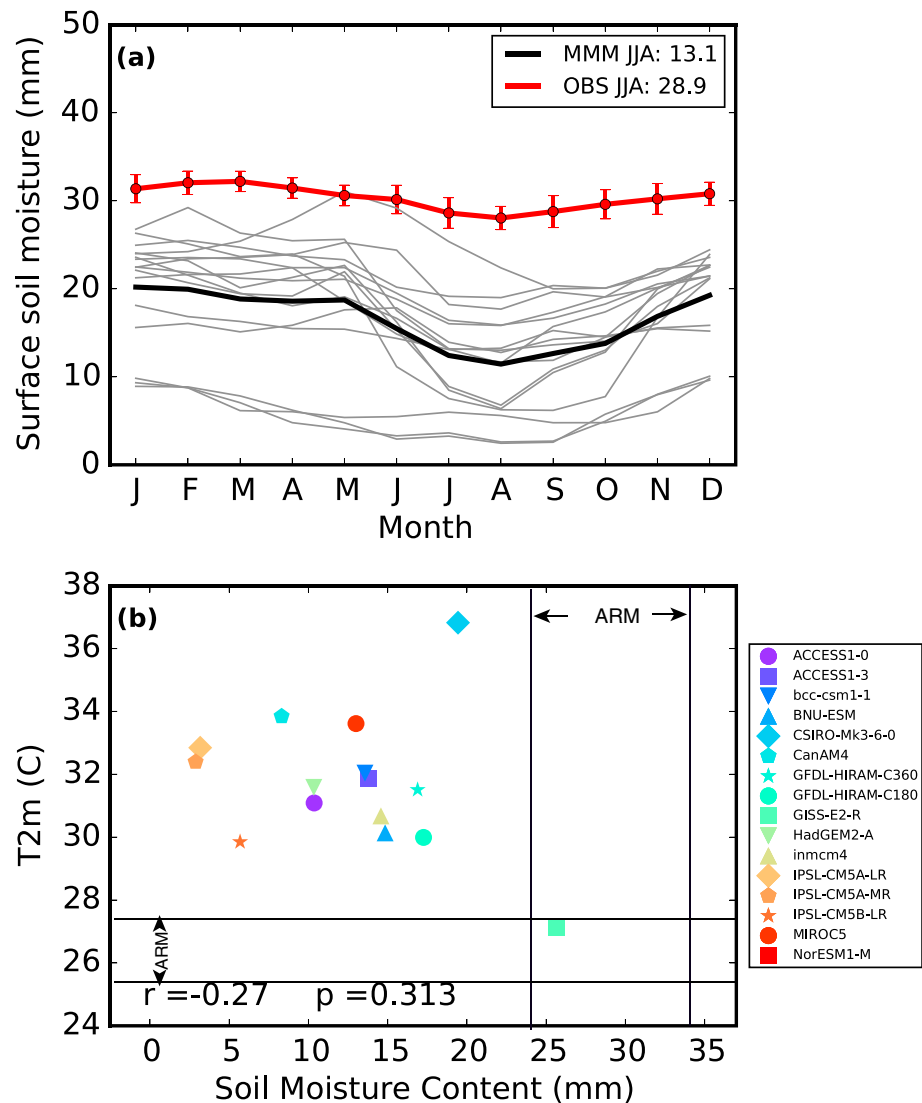 (a)
MMM JJA: 13.1
OBS JJA: 28.9
Surface soil moisture (mm)
50
40
30
20
10
0
J F M A M J J A S O N D
Month
(b)
ARM
T2m (C)
38
36
34
32
30
28
26
24
ARM
r =-0.27 p =0.313
0 5 10 15 20 25 30 35
Soil Moisture Content (mm)
ACCESS1-0
ACCESS1-3
bcc-csm1-1
BNU-ESM
CSIRO-Mk3-6-0
CanAM4
GFDL-HIRAM-C360
GFDL-HIRAM-C180
GISS-E2-R
HadGEM2-A
inmcm4
IPSL-CM5A-LR
IPSL-CM5A-MR
IPSL-CM5B-LR
MIROC5
NorESM1-M